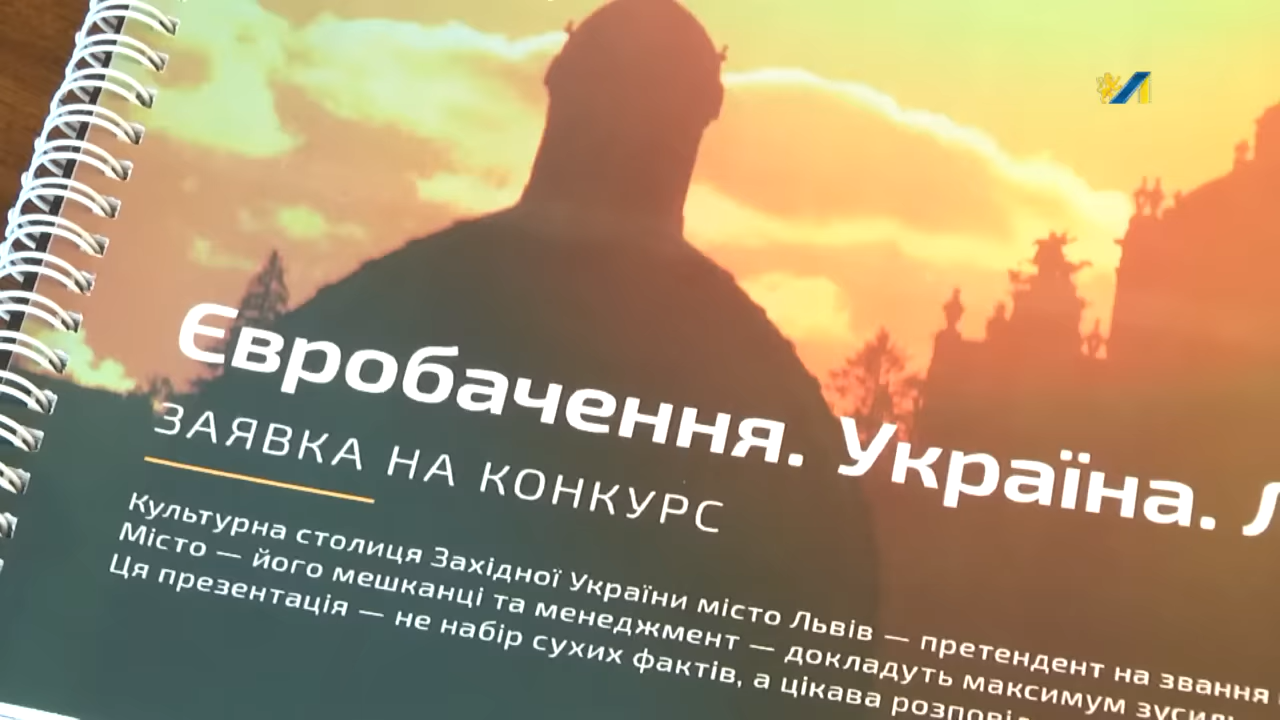 Євробачення. Україна.
ЗАЯВКА НА КОНКУРС
Культурна столиця Західної України місто Львів — претендент на звання
Місто — його мешканці та менеджмент — докладуть максимум
Ця презентація — не набір сухих фактів, а цікава